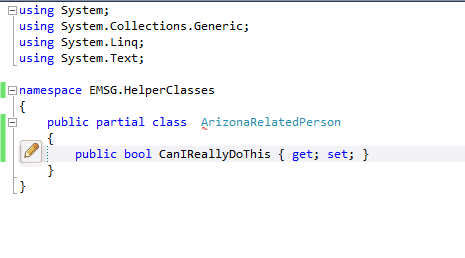 using System;
using System.Collections.Generic;
using System.Linq;
using System.Text;
namespace EMSG.HelperClasses
{
public partial class  ArizonaRelatedPerson
{
public bool CanIReallyDoThis { get; set; }
}
}